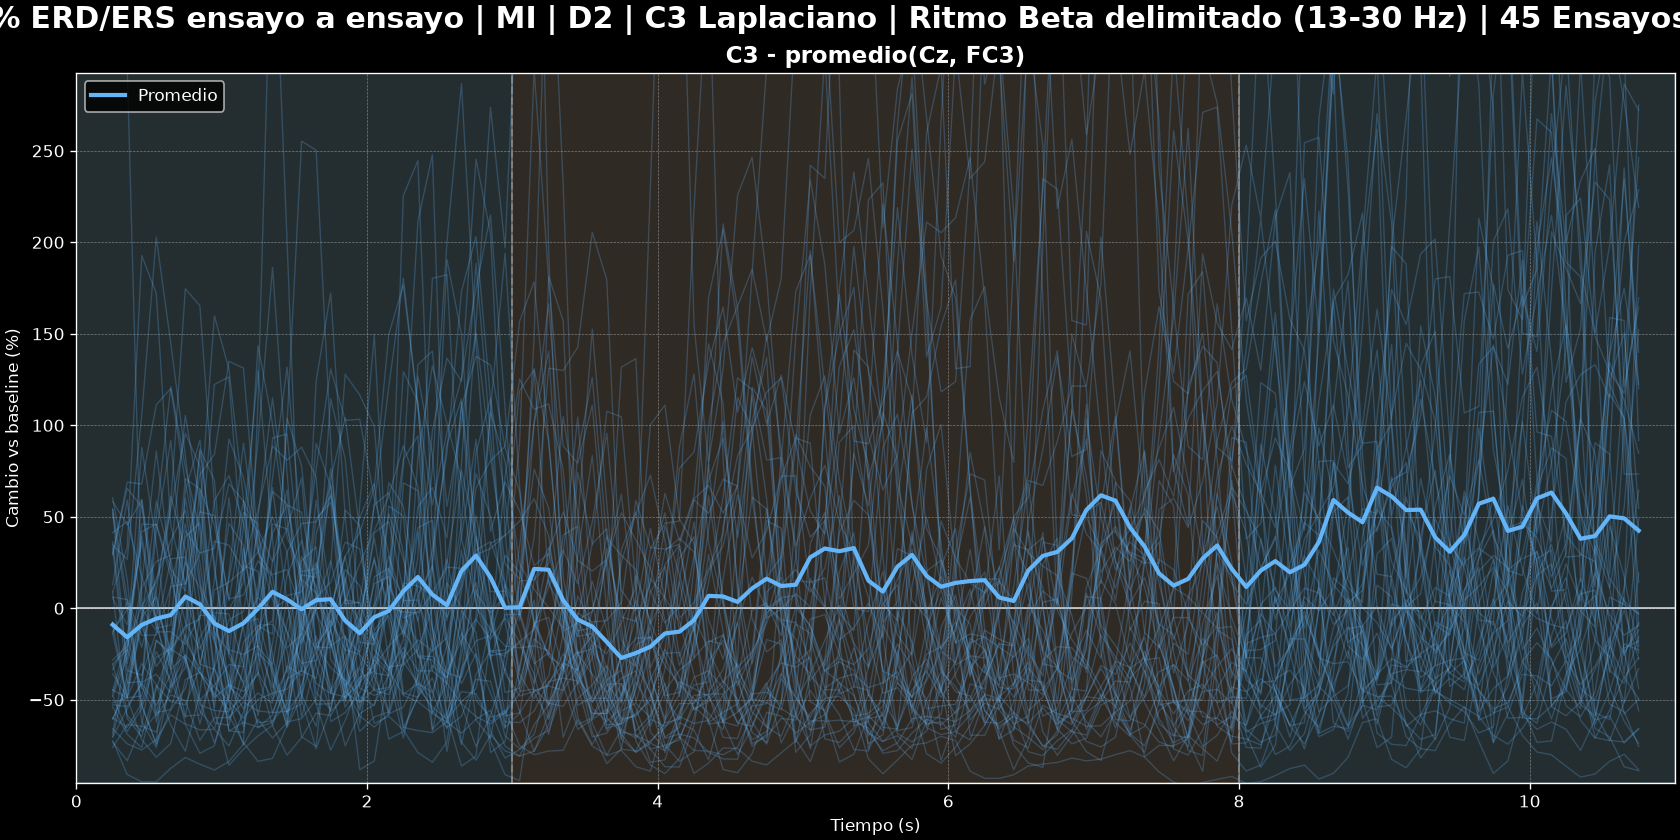 % ERD/ERS ensayo a ensayo | MI | D2 | C3 Laplaciano | Ritmo Beta delimitado (13-30 Hz) | 45 Ensayos
C3 - promedio(Cz, FC3)
Promedio
Cambio vs baseline (%)
250
200
150
100
50
0
−50
0
2
4
6
8
10
Tiempo (s)